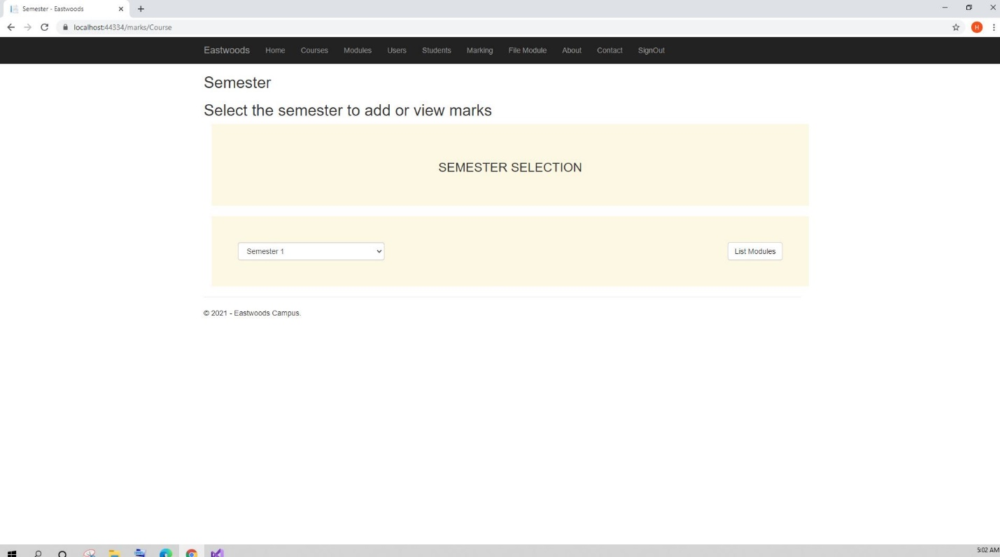 Semester - Eastwoods
localhost:44334/marks/Course
H
Eastwoods Home Courses Modules Users Students Marking File Module About Contact SignOut
Semester
Select the semester to add or view marks
SEMESTER SELECTION
Semester 1 List Modules
© 2021 - Eastwoods Campus.
5:02 AM